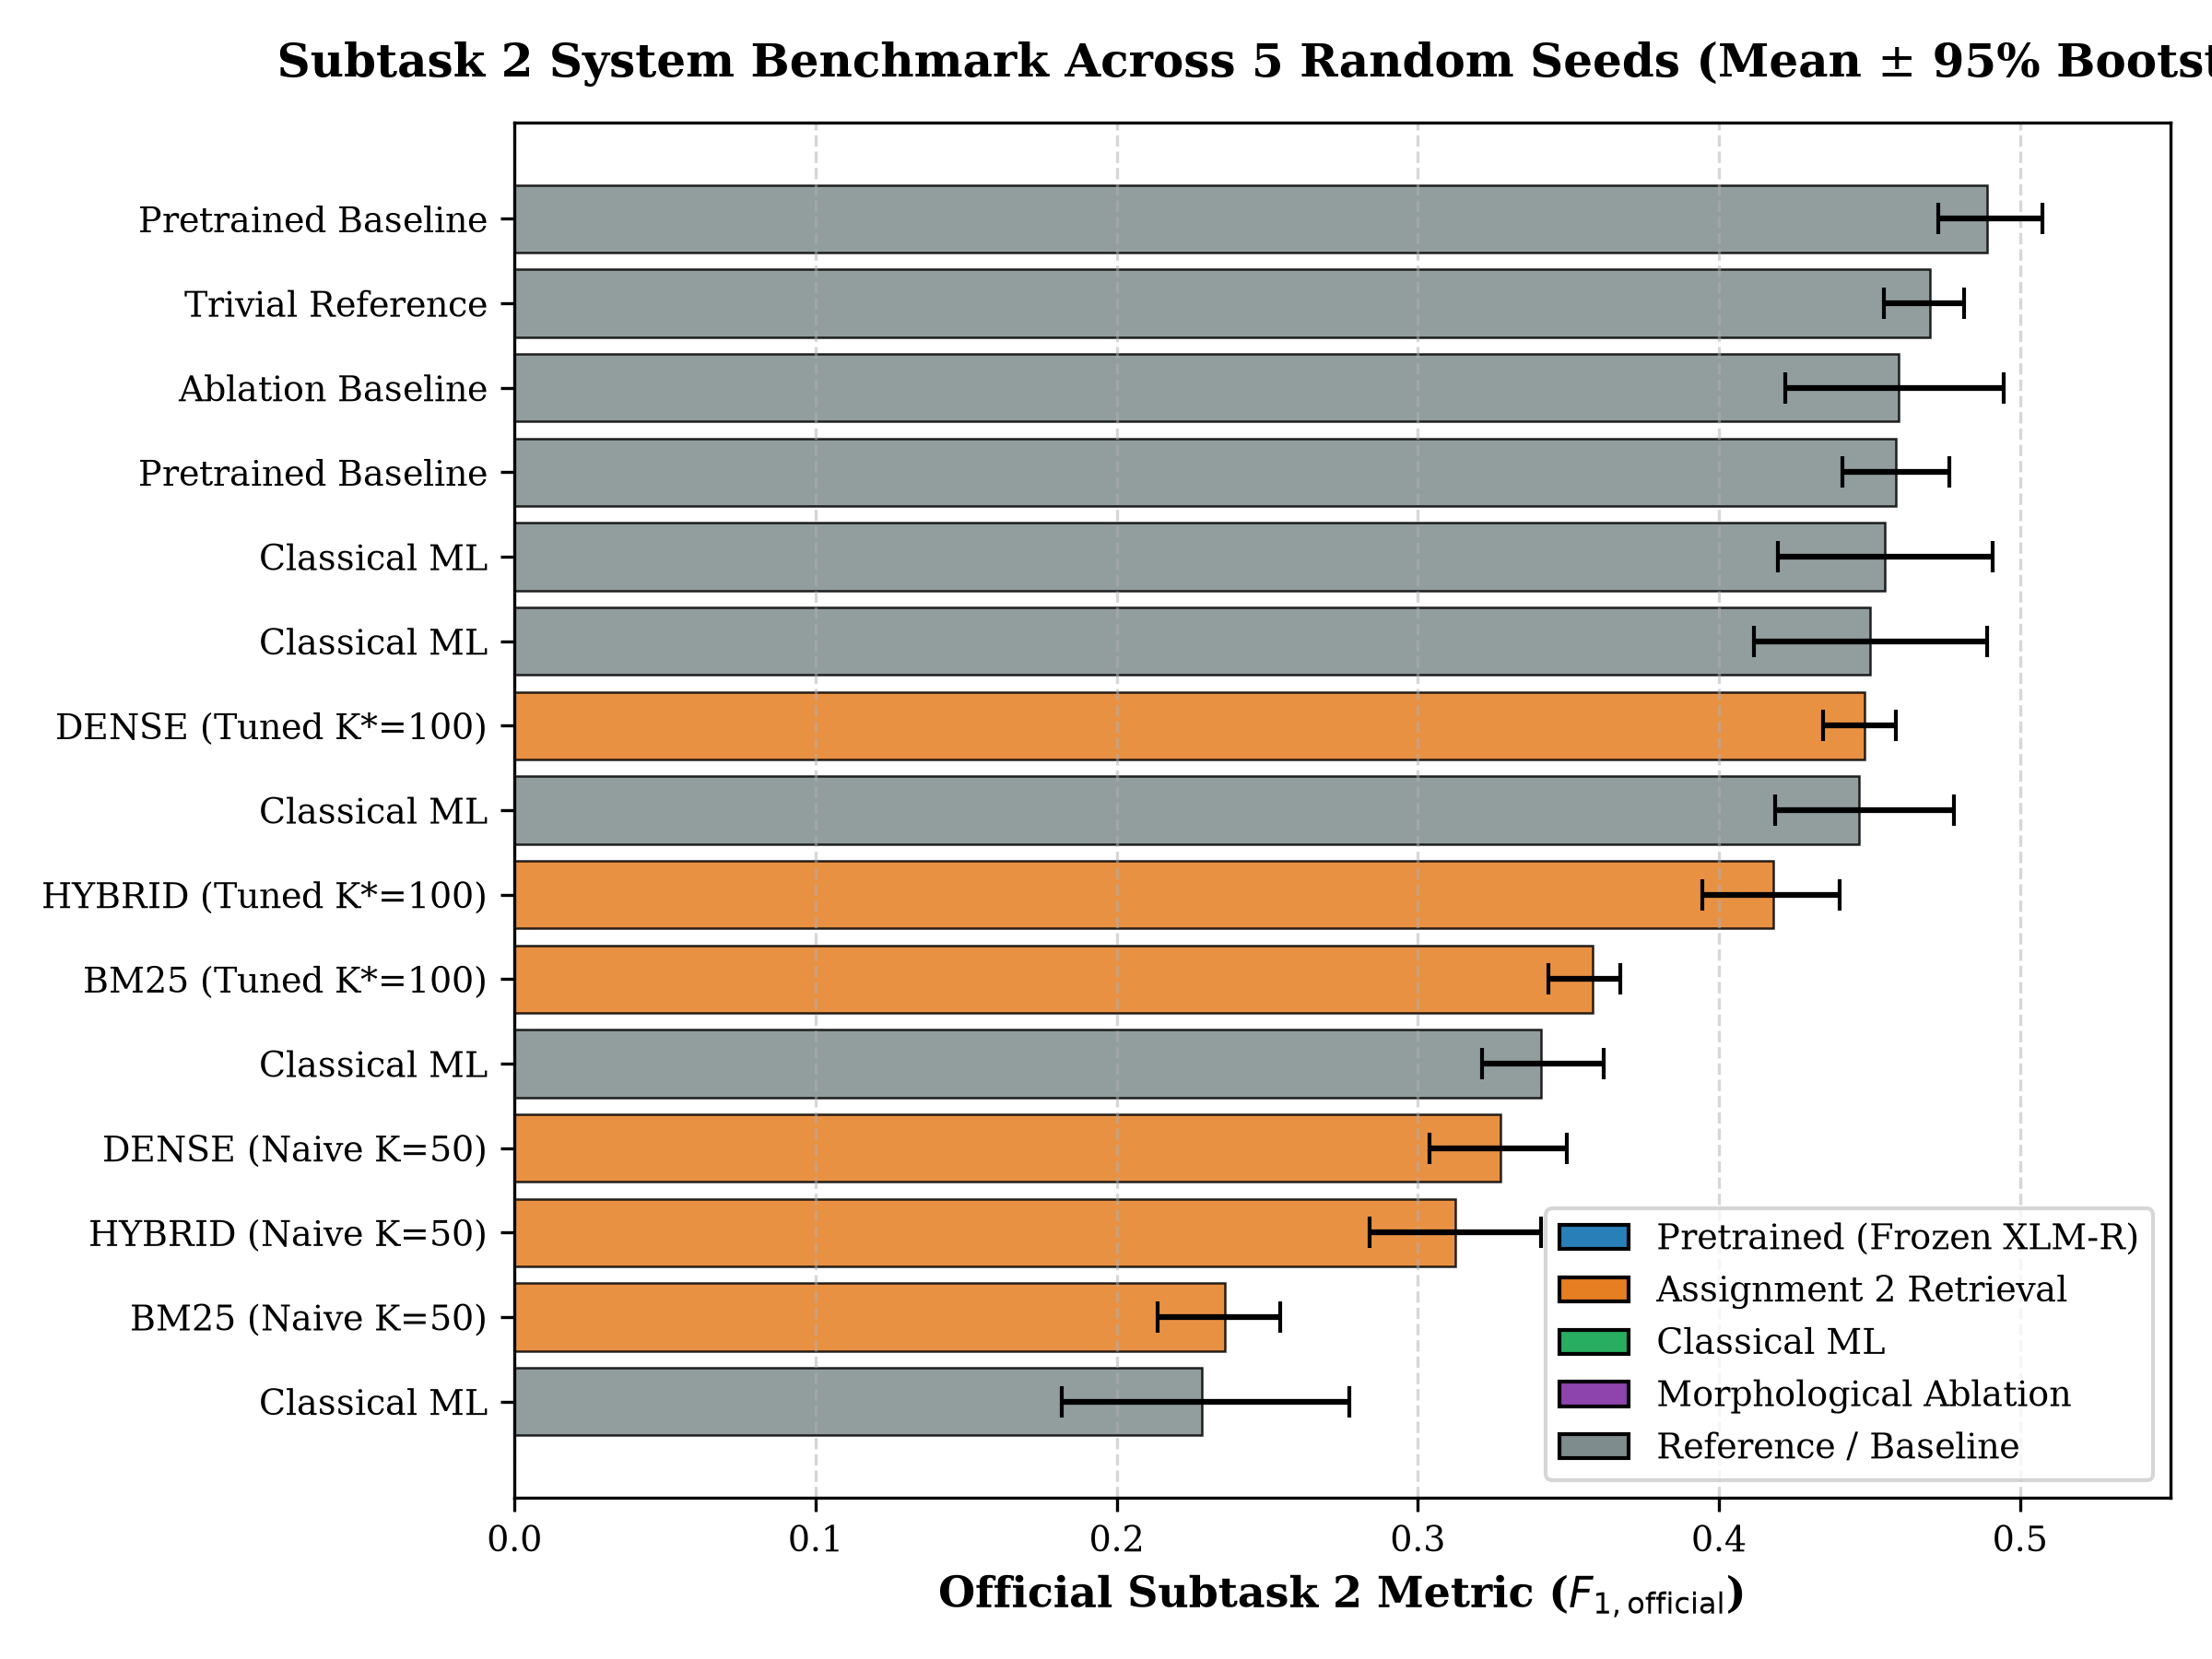 Subtask 2 System Benchmark Across 5 Random Seeds (Mean ± 95% Bootst
Pretrained Baseline
Trivial Reference
Ablation Baseline
Pretrained Baseline
Classical ML
Classical ML
DENSE (Tuned K*=100)
Classical ML
HYBRID (Tuned K*=100)
BM25 (Tuned K*=100)
Classical ML
DENSE (Naive K=50)
HYBRID (Naive K=50)
BM25 (Naive K=50)
Classical ML
Pretrained (Frozen XLM-R)
Assignment 2 Retrieval
Classical ML
Morphological Ablation
Reference / Baseline
0.0 0.1 0.2 0.3 0.4 0.5
Official Subtask 2 Metric (F1, official)